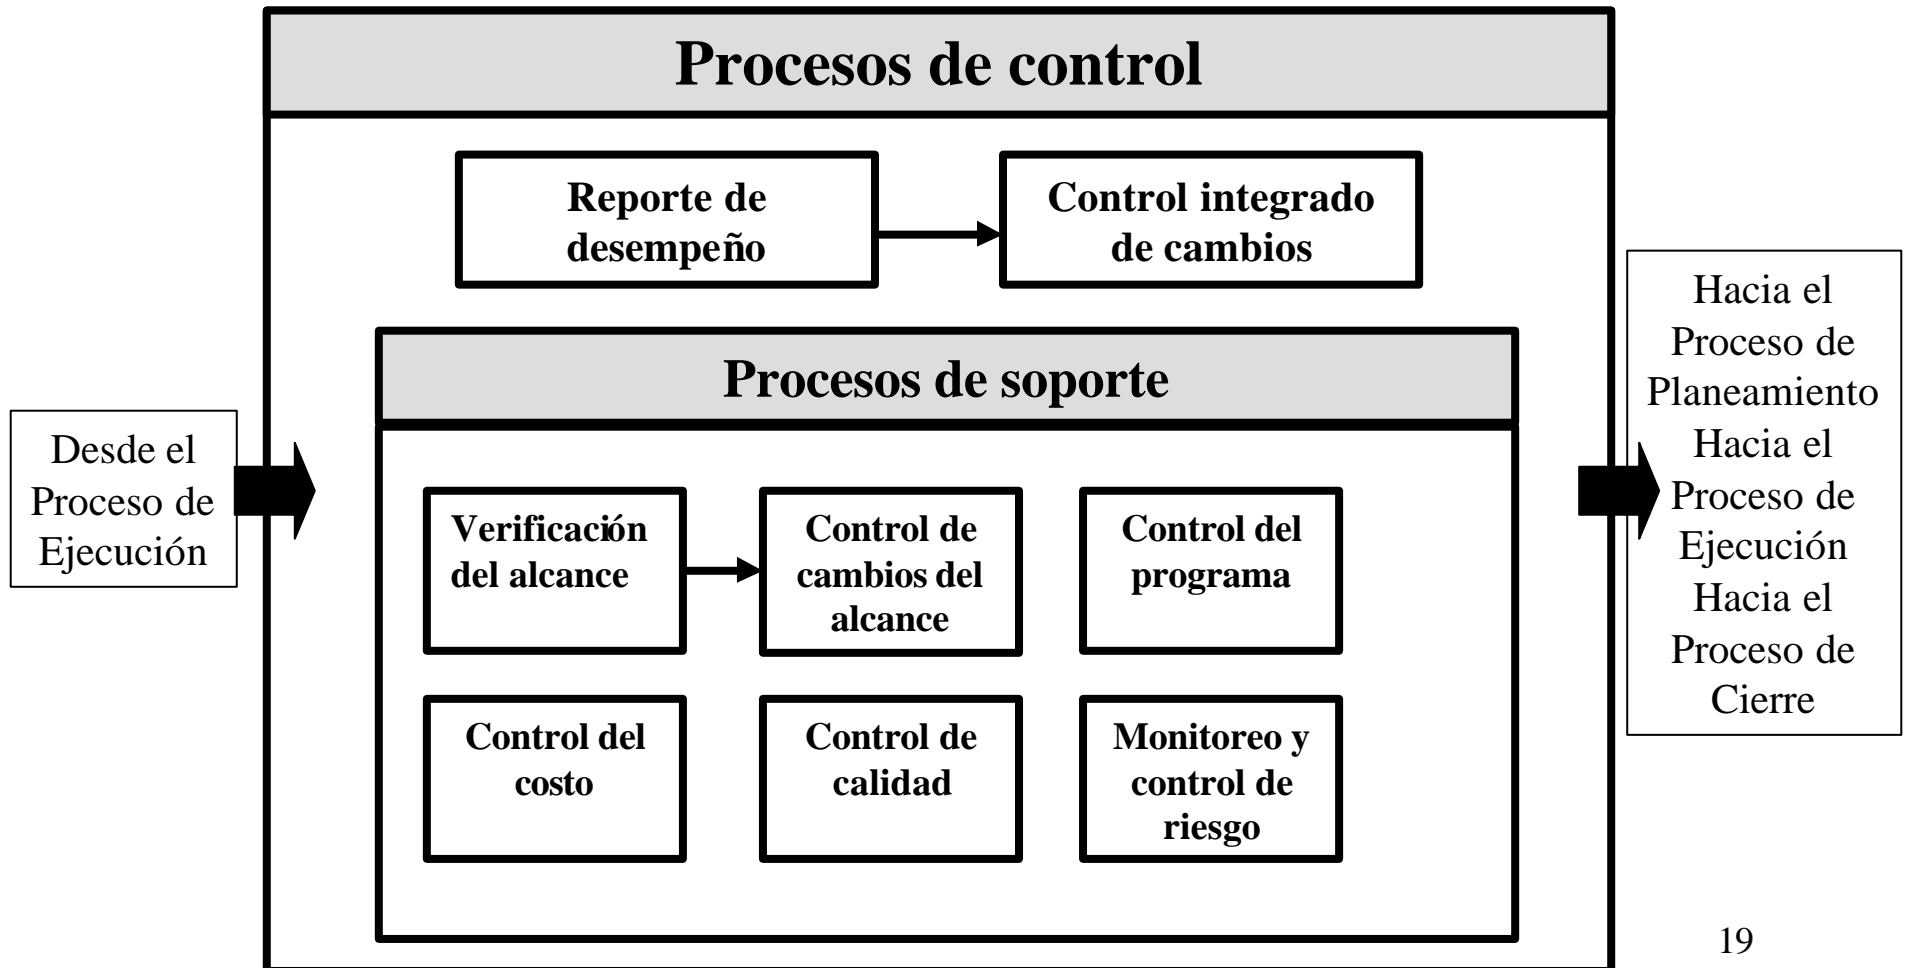 Procesos de control
Reporte de
desempeño
Control integrado
de cambios
Procesos de soporte
Desde el
Proceso de
Ejecución
Verificación
del alcance
Control de
cambios del
alcance
Control del
programa
Control del
costo
Control de
calidad
Monitoreo y
control de
riesgo
Hacia el
Proceso de
Planeamiento
Hacia el
Proceso de
Ejecución
Hacia el
Proceso de
Cierre
19